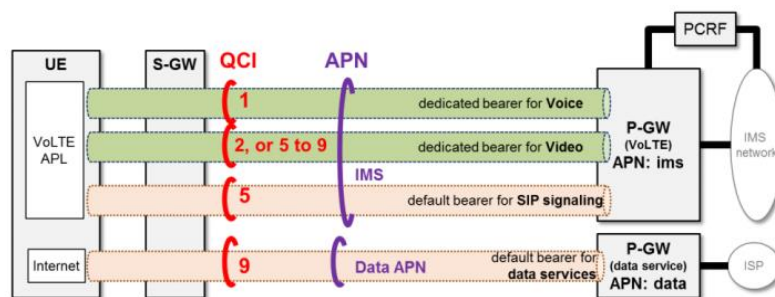 PCRF
UE
S-GW
QCI
APN
1
dedicated bearer for Voice
VoLTE
APL
2, or 5 to 9
dedicated bearer for Video
P-GW
(VoLTE)
APN: ims
IMS
network
IMS
5
default bearer for SIP signaling
Internet
9
Data APN
default bearer for
data services
P-GW
(data service)
APN: data
ISP